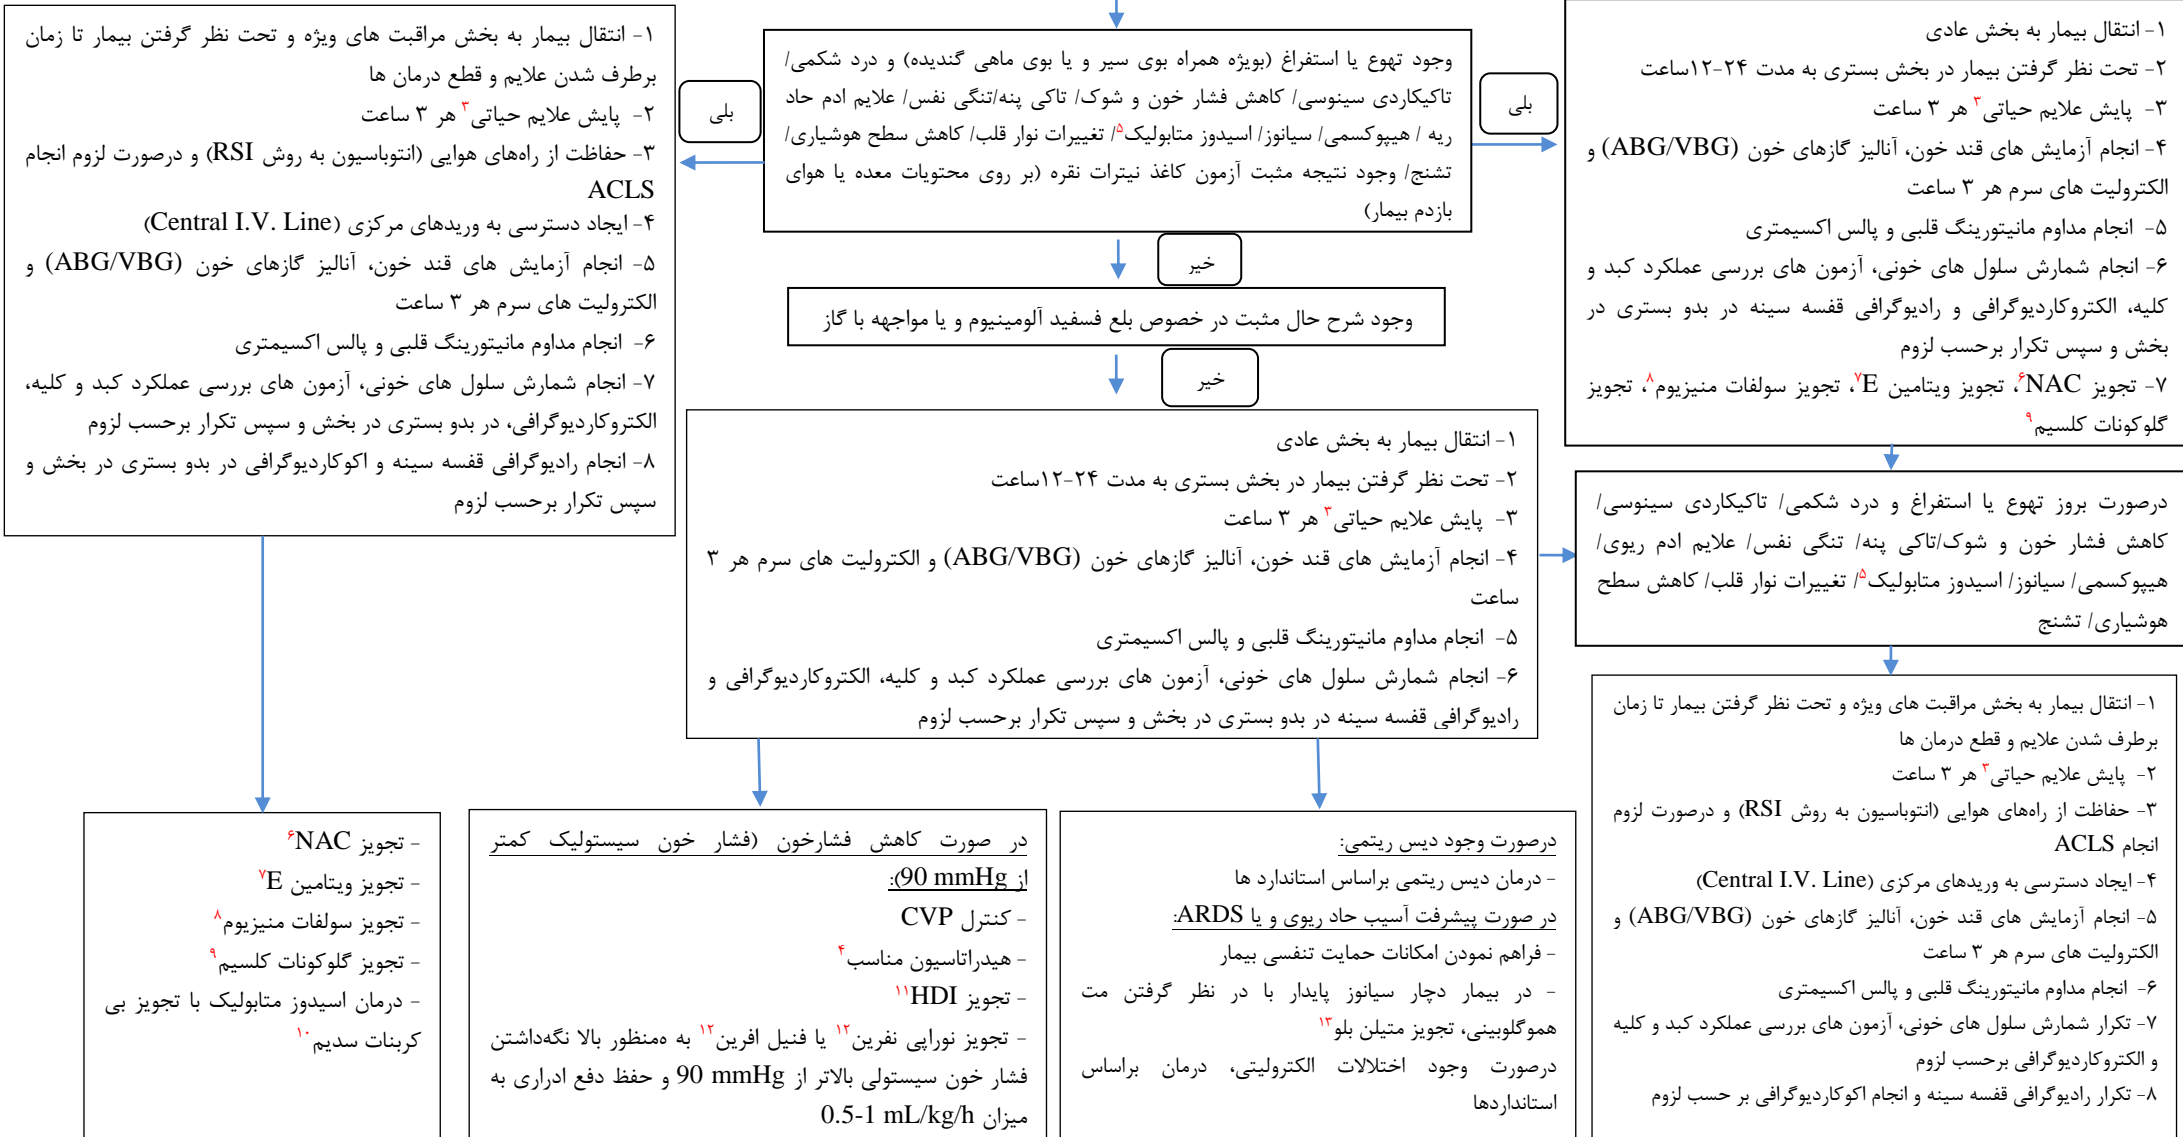 ۱- انتقال بیمار به بخش عادی
۲- تحت نظر گرفتن بیمار در بخش بستری به مدت ۲۴-۱۲ساعت
۳- پایش علایم حیاتی۳ هر ۳ ساعت
۴- انجام آزمایش های قند خون، آنالیز گازهای خون (ABG/VBG) و
الکترولیت های سرم هر ۳ ساعت
۵- انجام مداوم مانیتورینگ قلبی و پالس اکسیمتری
۶- انجام شمارش سلول های خونی، آزمون های بررسی عملکرد کبد و
کلیه، الکتروکاردیوگرافی و رادیوگرافی قفسه سینه در بدو بستری در
بخش و سپس تکرار برحسب لزوم
۷- تجویز NAC۶، تجویز ویتامین E۷، تجویز سولفات منیزیوم۸، تجویز
گلوکونات کلسیم۹
بلی
وجود تهوع یا استفراغ (بویژه همراه بوی سیر و یا بوی ماهی گندیده) و درد شکمی/
تاکیکاردی سینوسی/ کاهش فشار خون و شوک/ تاکی پنه/تنگی نفس/ علایم ادم حاد
ریه / هیپوکسمی/ سیانوز/ اسیدوز متابولیک۵/ تغییرات نوار قلب/ کاهش سطح هوشیاری/
تشنج/ وجود نتیجه مثبت آزمون کاغذ نیترات نقره (بر روی محتویات معده یا هوای
بازدم بیمار)
بلی
۱- انتقال بیمار به بخش مراقبت های ویژه و تحت نظر گرفتن بیمار تا زمان
برطرف شدن علایم و قطع درمان ها
۲- پایش علایم حیاتی۳ هر ۳ ساعت
۳- حفاظت از راه‌های هوایی (انتوباسیون به روش RSI) و درصورت لزوم انجام
ACLS
۴- ایجاد دسترسی به وریدهای مرکزی (Central I.V. Line)
۵- انجام آزمایش های قند خون، آنالیز گازهای خون (ABG/VBG) و
الکترولیت های سرم هر ۳ ساعت
۶- انجام مداوم مانیتورینگ قلبی و پالس اکسیمتری
۷- انجام شمارش سلول های خونی، آزمون های بررسی عملکرد کبد و کلیه،
الکتروکاردیوگرافی، در بدو بستری در بخش و سپس تکرار برحسب لزوم
۸- انجام رادیوگرافی قفسه سینه و اکوکاردیوگرافی در بدو بستری در بخش و
سپس تکرار برحسب لزوم
خیر
وجود شرح حال مثبت در خصوص بلع فسفید آلومینیوم و یا مواجهه با گاز
خیر
۱- انتقال بیمار به بخش عادی
۲- تحت نظر گرفتن بیمار در بخش بستری به مدت ۲۴-۱۲ساعت
۳- پایش علایم حیاتی۳ هر ۳ ساعت
۴- انجام آزمایش های قند خون، آنالیز گازهای خون (ABG/VBG) و الکترولیت های سرم هر ۳
ساعت
۵- انجام مداوم مانیتورینگ قلبی و پالس اکسیمتری
۶- انجام شمارش سلول های خونی، آزمون های بررسی عملکرد کبد و کلیه، الکتروکاردیوگرافی و
رادیوگرافی قفسه سینه در بدو بستری در بخش و سپس تکرار برحسب لزوم
درصورت بروز تهوع یا استفراغ و درد شکمی/ تاکیکاردی سینوسی/
کاهش فشار خون و شوک/تاکی پنه/ تنگی نفس/ علایم ادم ریوی/
هیپوکسمی/ سیانوز/ اسیدوز متابولیک۵/ تغییرات نوار قلب/ کاهش سطح
هوشیاری/ تشنج
۱- انتقال بیمار به بخش مراقبت های ویژه و تحت نظر گرفتن بیمار تا زمان
برطرف شدن علایم و قطع درمان ها
۲- پایش علایم حیاتی۳ هر ۳ ساعت
۳- حفاظت از راه‌های هوایی (انتوباسیون به روش RSI) و درصورت لزوم
انجام ACLS
۴- ایجاد دسترسی به وریدهای مرکزی (Central I.V. Line)
۵- انجام آزمایش های قند خون، آنالیز گازهای خون (ABG/VBG) و
الکترولیت های سرم هر ۳ ساعت
۶- انجام مداوم مانیتورینگ قلبی و پالس اکسیمتری
۷- تکرار شمارش سلول های خونی، آزمون های بررسی عملکرد کبد و کلیه
و الکتروکاردیوگرافی برحسب لزوم
۸- تکرار رادیوگرافی قفسه سینه و انجام اکوکاردیوگرافی بر حسب لزوم
درصورت وجود دیس ریتمی:
- درمان دیس ریتمی براساس استاندارد ها
در صورت پیشرفت آسیب حاد ریوی و یا ARDS:
- فراهم نمودن امکانات حمایت تنفسی بیمار
- در بیمار دچار سیانوز پایدار با در نظر گرفتن مت
هموگلوبینی، تجویز متیلن بلو۱۳
درصورت وجود اختلالات الکترولیتی، درمان براساس
استانداردها
در صورت کاهش فشارخون (فشار خون سیستولیک کمتر
از 90 mmHg):
- کنترل CVP
- هیدراتاسیون مناسب۴
- تجویز HDI۱۱
- تجویز نوراپی نفرین۱۲ یا فنیل افرین۱۲ به ه‌منظور بالا نگه‌داشتن
فشار خون سیستولی بالاتر از 90 mmHg و حفظ دفع ادراری به
میزان 0.5-1 mL/kg/h
- تجویز NAC۶
- تجویز ویتامین E۷
- تجویز سولفات منیزیوم۸
- تجویز گلوکونات کلسیم۹
- درمان اسیدوز متابولیک با تجویز بی
کربنات سدیم۱۰